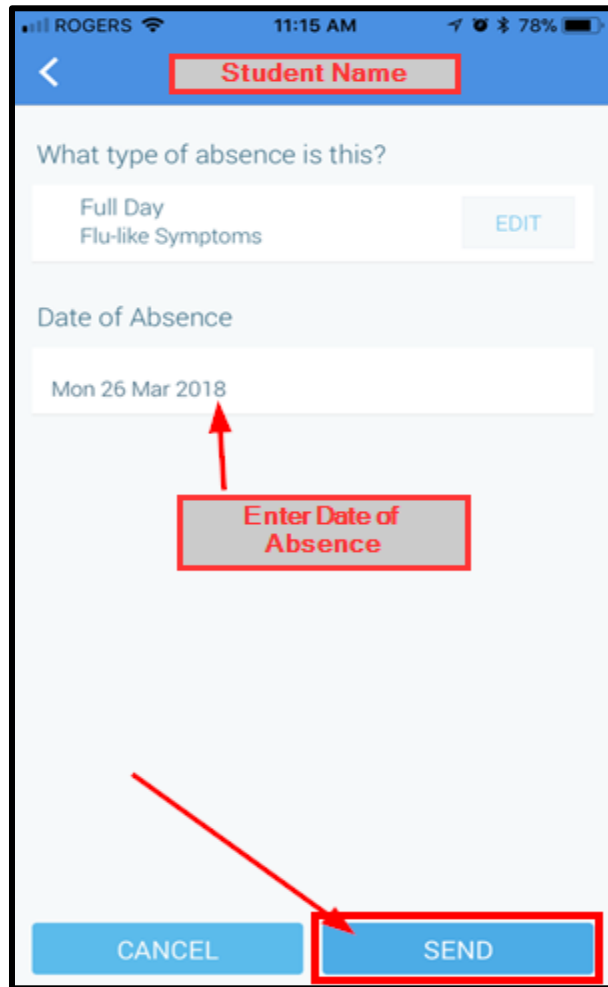 ROGERS 11:15 AM 78%
Student Name
What type of absence is this?
Full Day
Flu-like Symptoms
EDIT
Date of Absence
Mon 26 Mar 2018
Enter Date of
Absence
CANCEL SEND